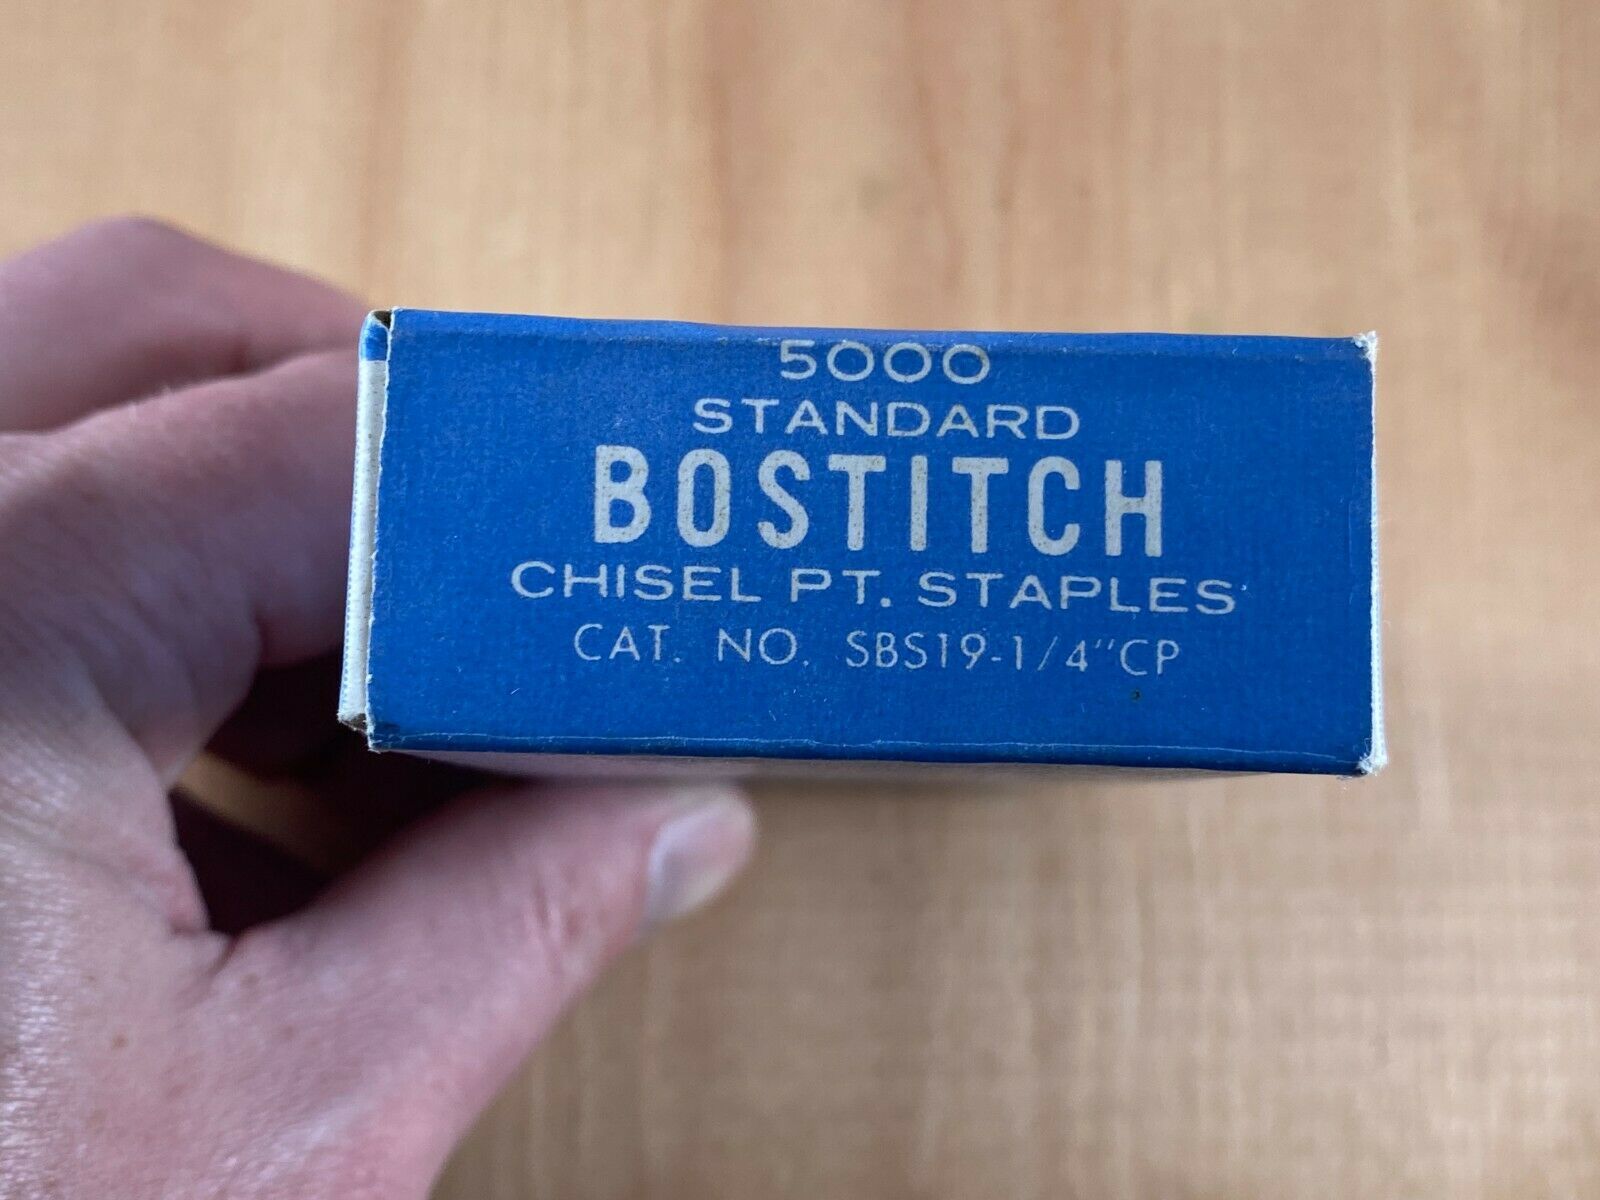 5000
STANDARD
BOSTITCH
CHISEL PT. STAPLES
CAT. NO. SBS19-1/4"CP